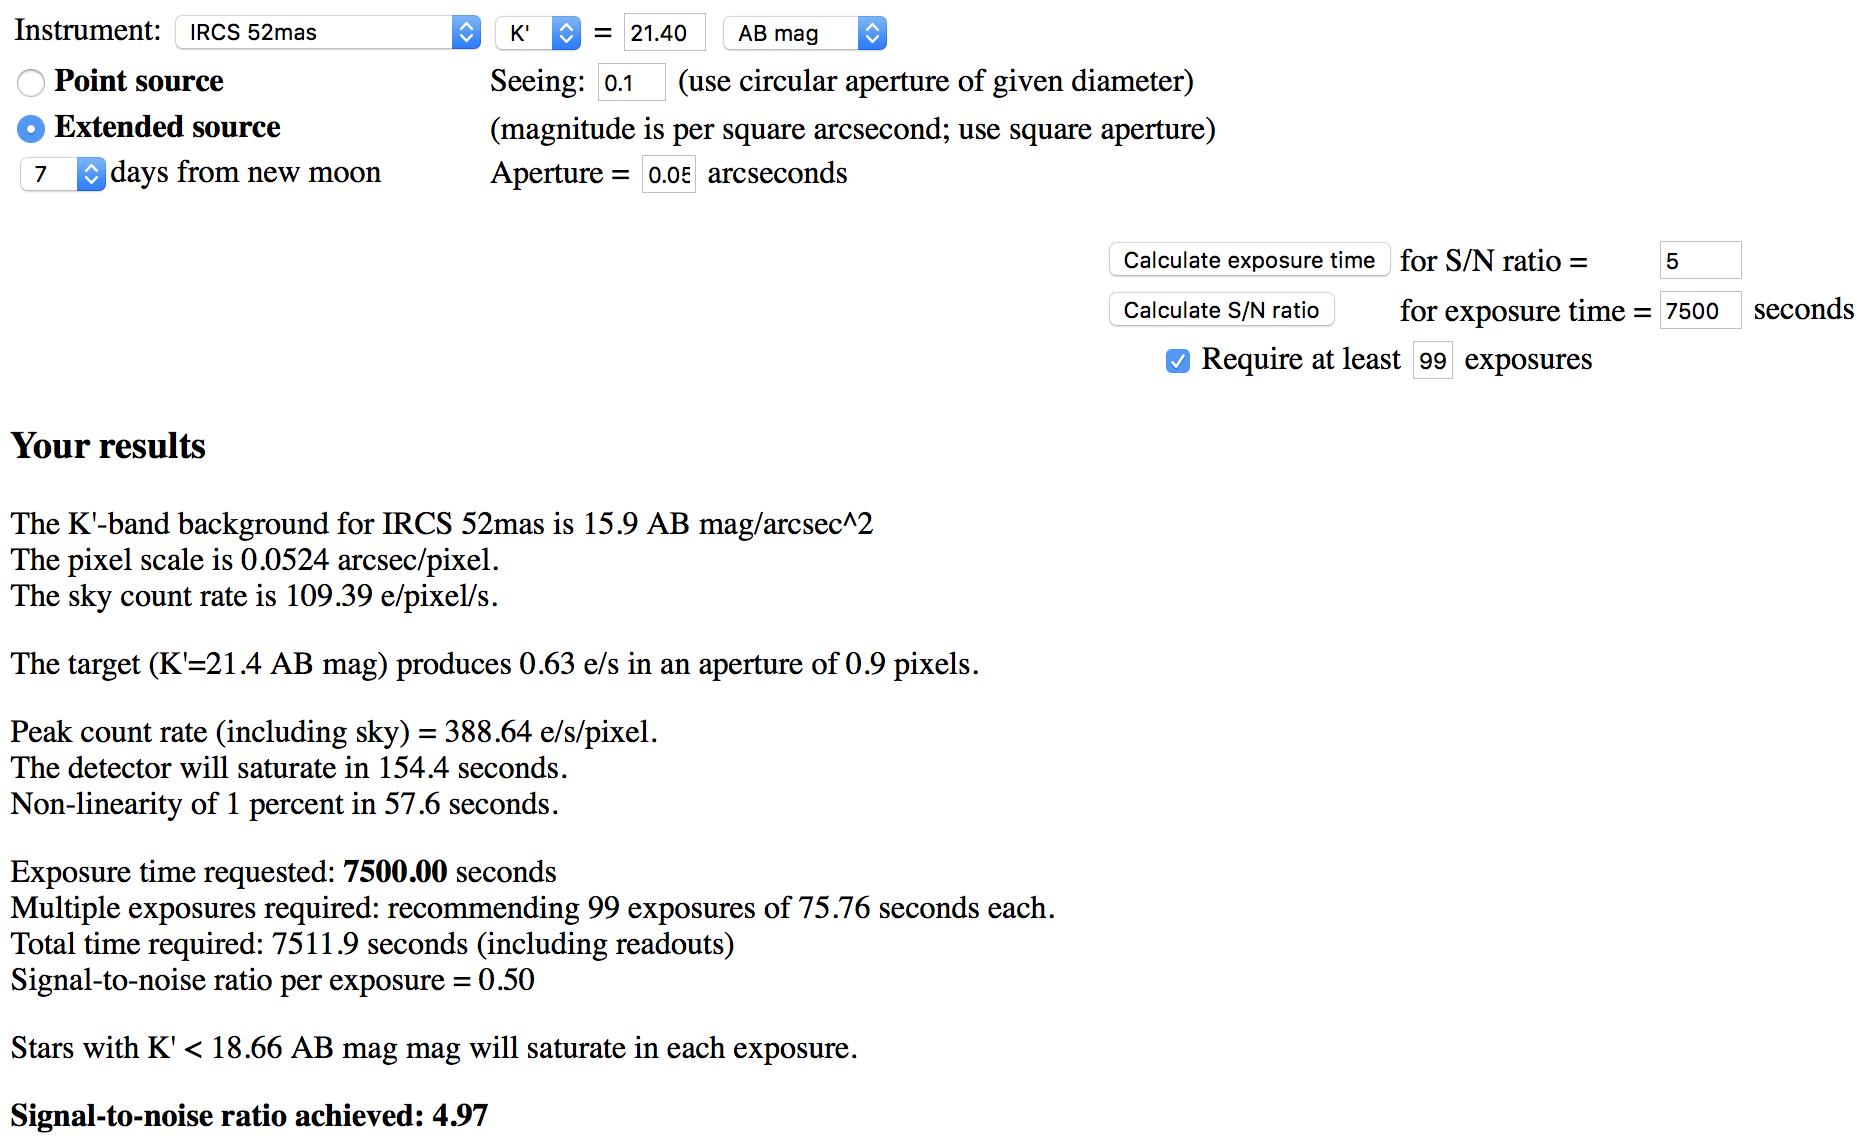 Instrument: IRCS 52mas K' = 21.40 AB mag
Point source Seeing: 0.1 (use circular aperture of given diameter)
Extended source (magnitude is per square arcsecond; use square aperture)
7 days from new moon Aperture = 0.05 arcseconds
Calculate exposure time for S/N ratio = 5
Calculate S/N ratio for exposure time = 7500 seconds
Require at least 99 exposures
Your results
The K'-band background for IRCS 52mas is 15.9 AB mag/arcsec^2
The pixel scale is 0.0524 arcsec/pixel.
The sky count rate is 109.39 e/pixel/s.
The target (K'=21.4 AB mag) produces 0.63 e/s in an aperture of 0.9 pixels.
Peak count rate (including sky) = 388.64 e/s/pixel.
The detector will saturate in 154.4 seconds.
Non-linearity of 1 percent in 57.6 seconds.
Exposure time requested: 7500.00 seconds
Multiple exposures required: recommending 99 exposures of 75.76 seconds each.
Total time required: 7511.9 seconds (including readouts)
Signal-to-noise ratio per exposure = 0.50
Stars with K' < 18.66 AB mag mag will saturate in each exposure.
Signal-to-noise ratio achieved: 4.97